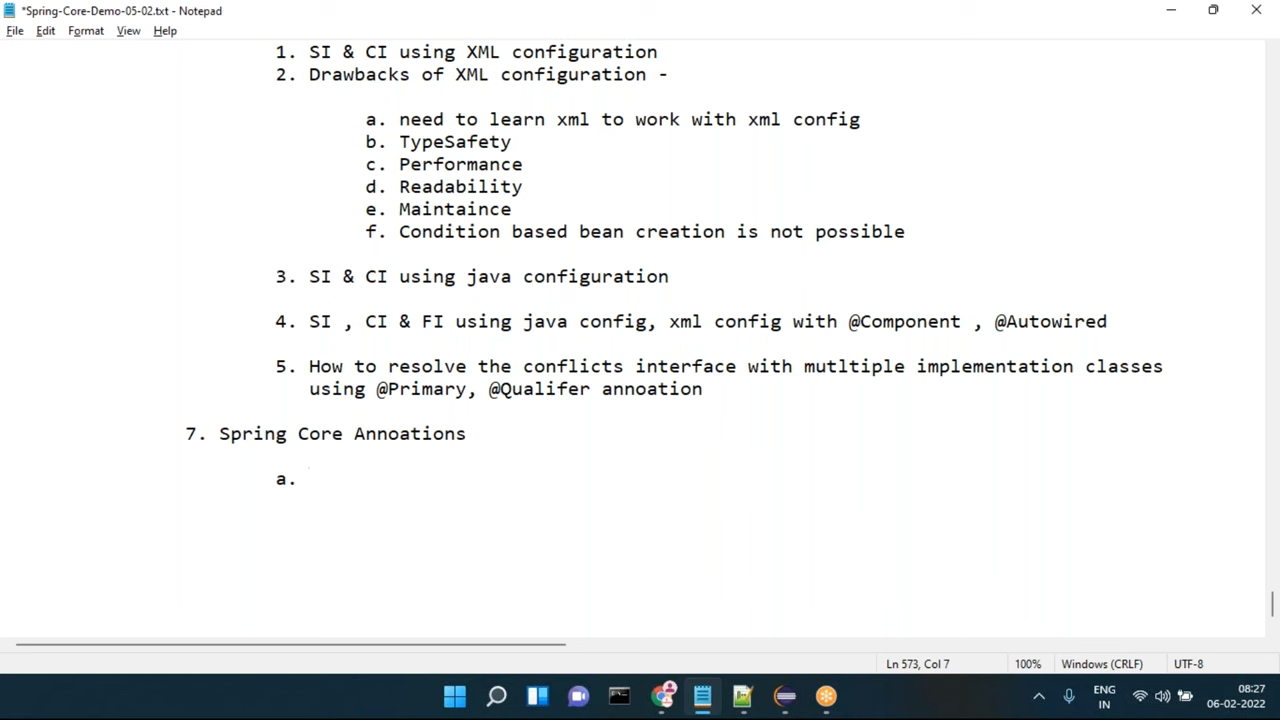 *Spring-Core-Demo-05-02.txt - Notepad
File Edit Format View Help
1. SI & CI using XML configuration
2. Drawbacks of XML configuration -
a. need to learn xml to work with xml config
b. TypeSafety
c. Performance
d. Readability
e. Maintaince
f. Condition based bean creation is not possible
3. SI & CI using java configuration
4. SI , CI & FI using java config, xml config with @Component , @Autowired
5. How to resolve the conflicts interface with mutltiple implementation classes
using @Primary, @Qualifer annoation
7. Spring Core Annoations
a.
Ln 573, Col 7 100% Windows (CRLF) UTF-8
ENG
IN
08:27
06-02-2022